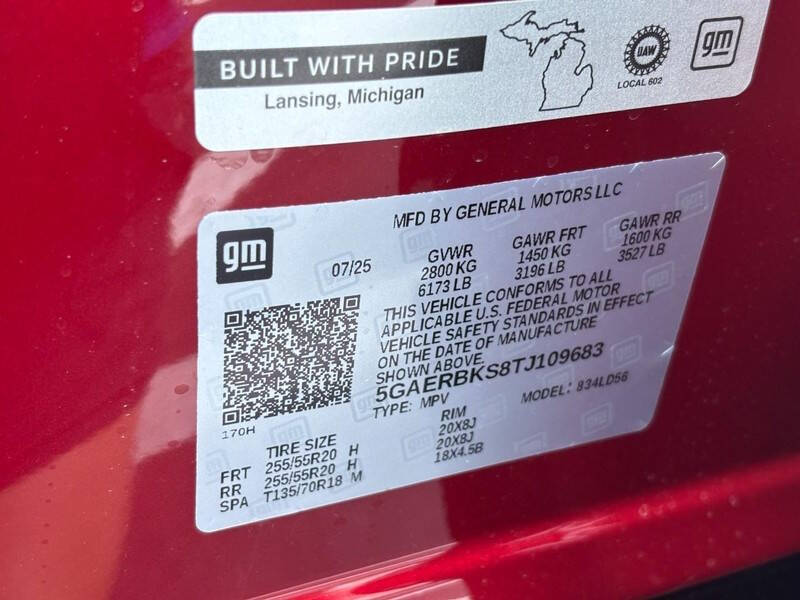 BUILT WITH PRIDE
Lansing, Michigan
UAW
LOCAL 602
gm
MFD BY GENERAL MOTORS LLC
gm
07/25
GVWR GAWR FRT GAWR RR
2800 KG 1450 KG 1600 KG
6173 LB 3196 LB 3527 LB
THIS VEHICLE CONFORMS TO ALL
APPLICABLE U.S. FEDERAL MOTOR
VEHICLE SAFETY STANDARDS IN EFFECT
ON THE DATE OF MANUFACTURE
SHOWN ABOVE.
5GAERBKS8TJ109683
TYPE: MPV MODEL: 834LD56
170H
TIRE SIZE RIM
FRT 255/55R20 H 20X8J
RR 255/55R20 H 20X8J
SPA T135/70R18 M 18X4.5B